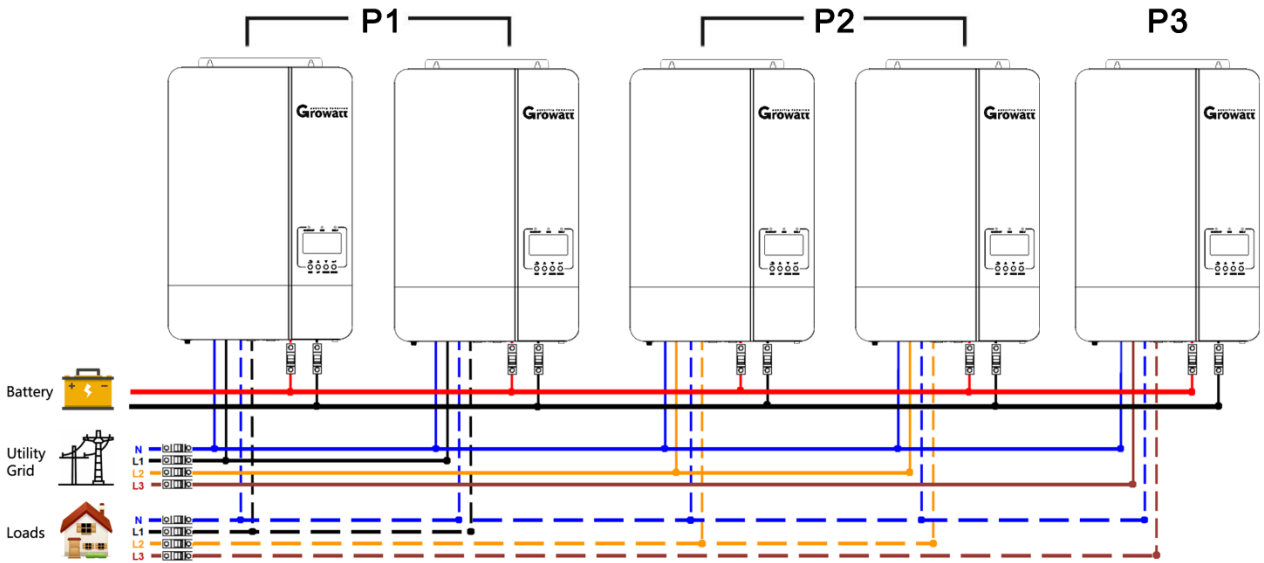 P1
P2
P3
Growatt
Growatt
Growatt
Growatt
Growatt
Battery
Utility
Grid
N
L1
L2
L3
Loads
N
L1
L2
L3